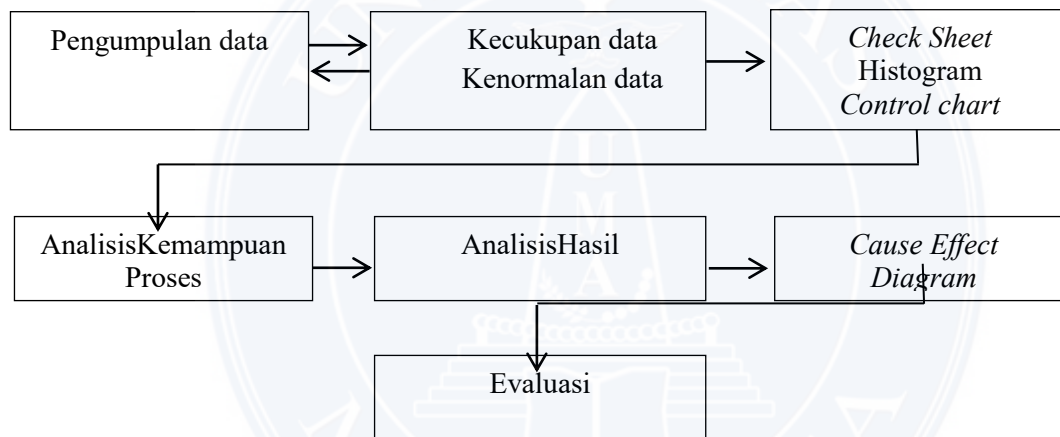 Pengumpulan data
Kecukupan data
Kenormalan data
Check Sheet
Histogram
Control chart
AnalisisKemampuan
Proses
AnalisisHasil
Cause Effect
Diagram
Evaluasi
U
M
A